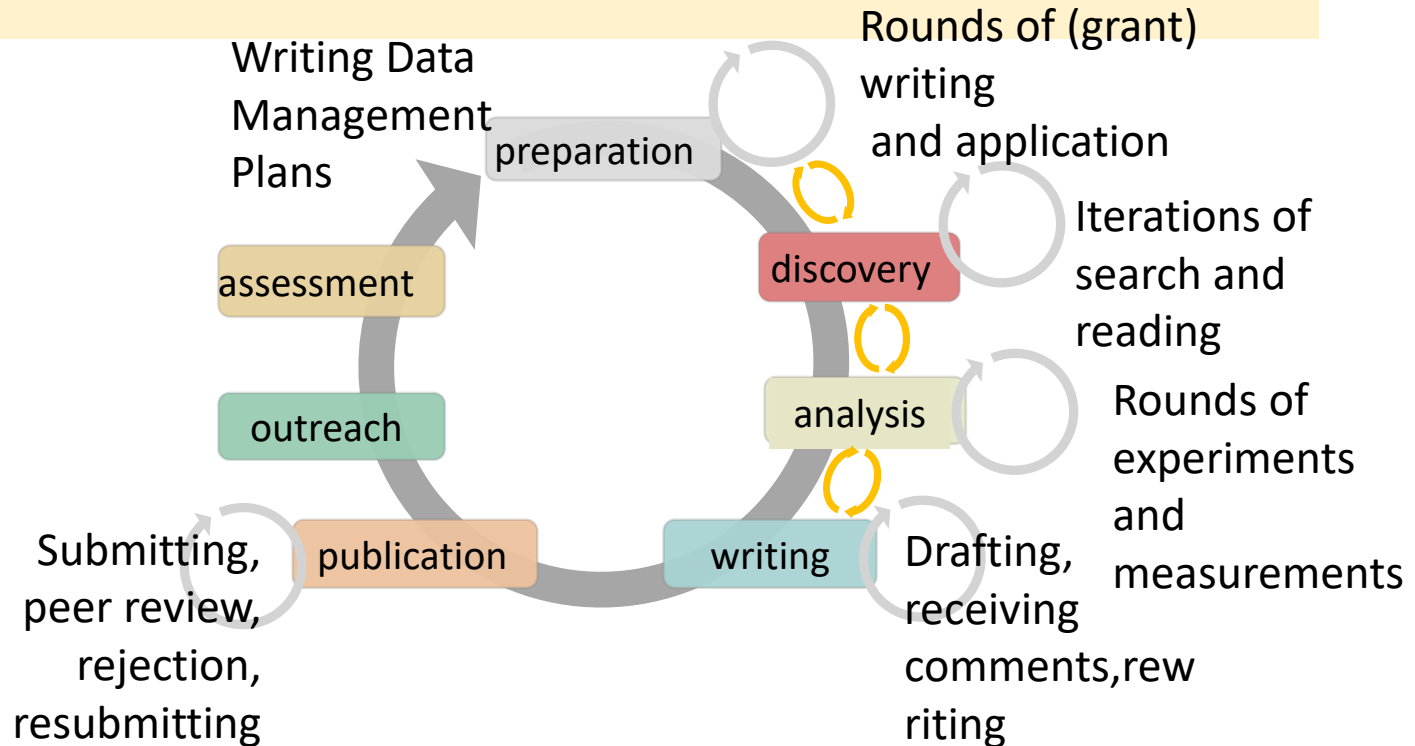 Rounds of (grant)
writing
and application
Writing Data
Management
Plans
preparation
Iterations of
search and
reading
discovery
assessment
Rounds of
experiments
and
measurements
analysis
outreach
Drafting,
receiving
comments,rew
riting
writing
publication
Submitting,
peer review,
rejection,
resubmitting